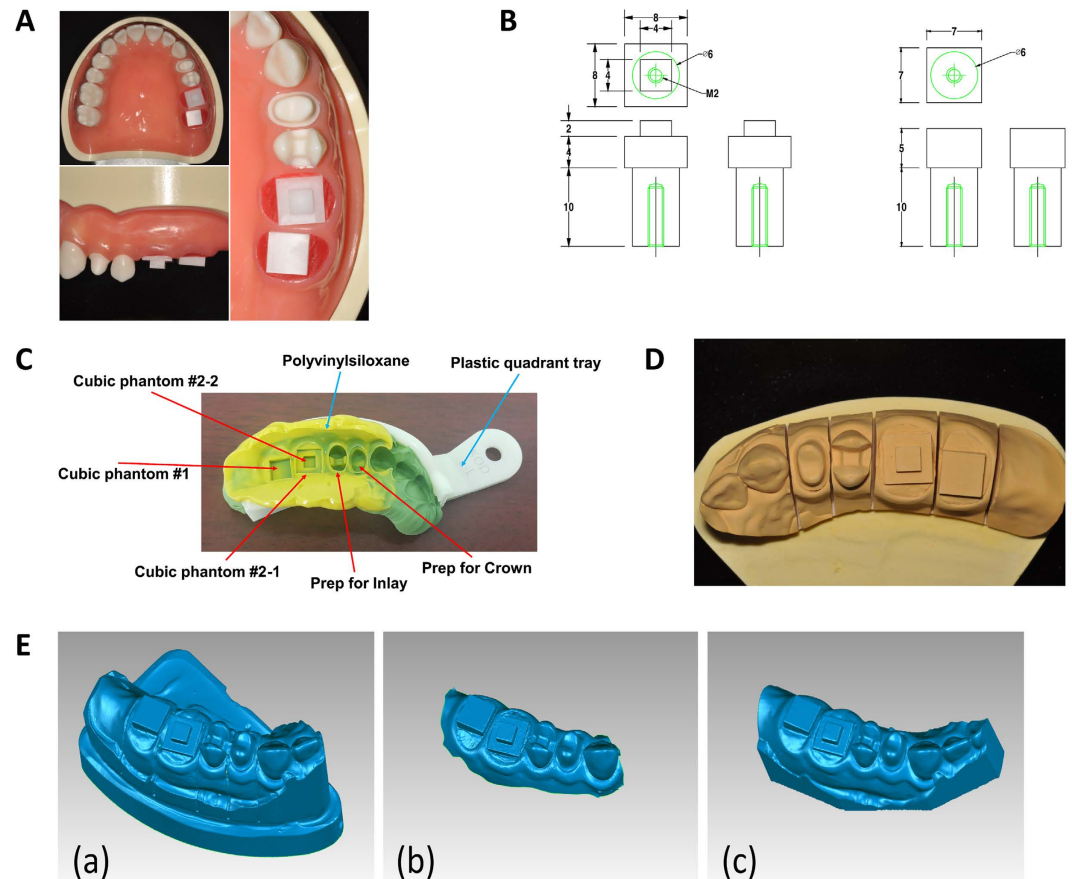 A
B
8
4
8
4
⌀6
M2
2
4
10
7
7
⌀6
5
10
C
Polyvinylsiloxane
Plastic quadrant tray
Cubic phantom #2-2
Cubic phantom #1
Cubic phantom #2-1
Prep for Inlay
Prep for Crown
D
E
(a)
(b)
(c)